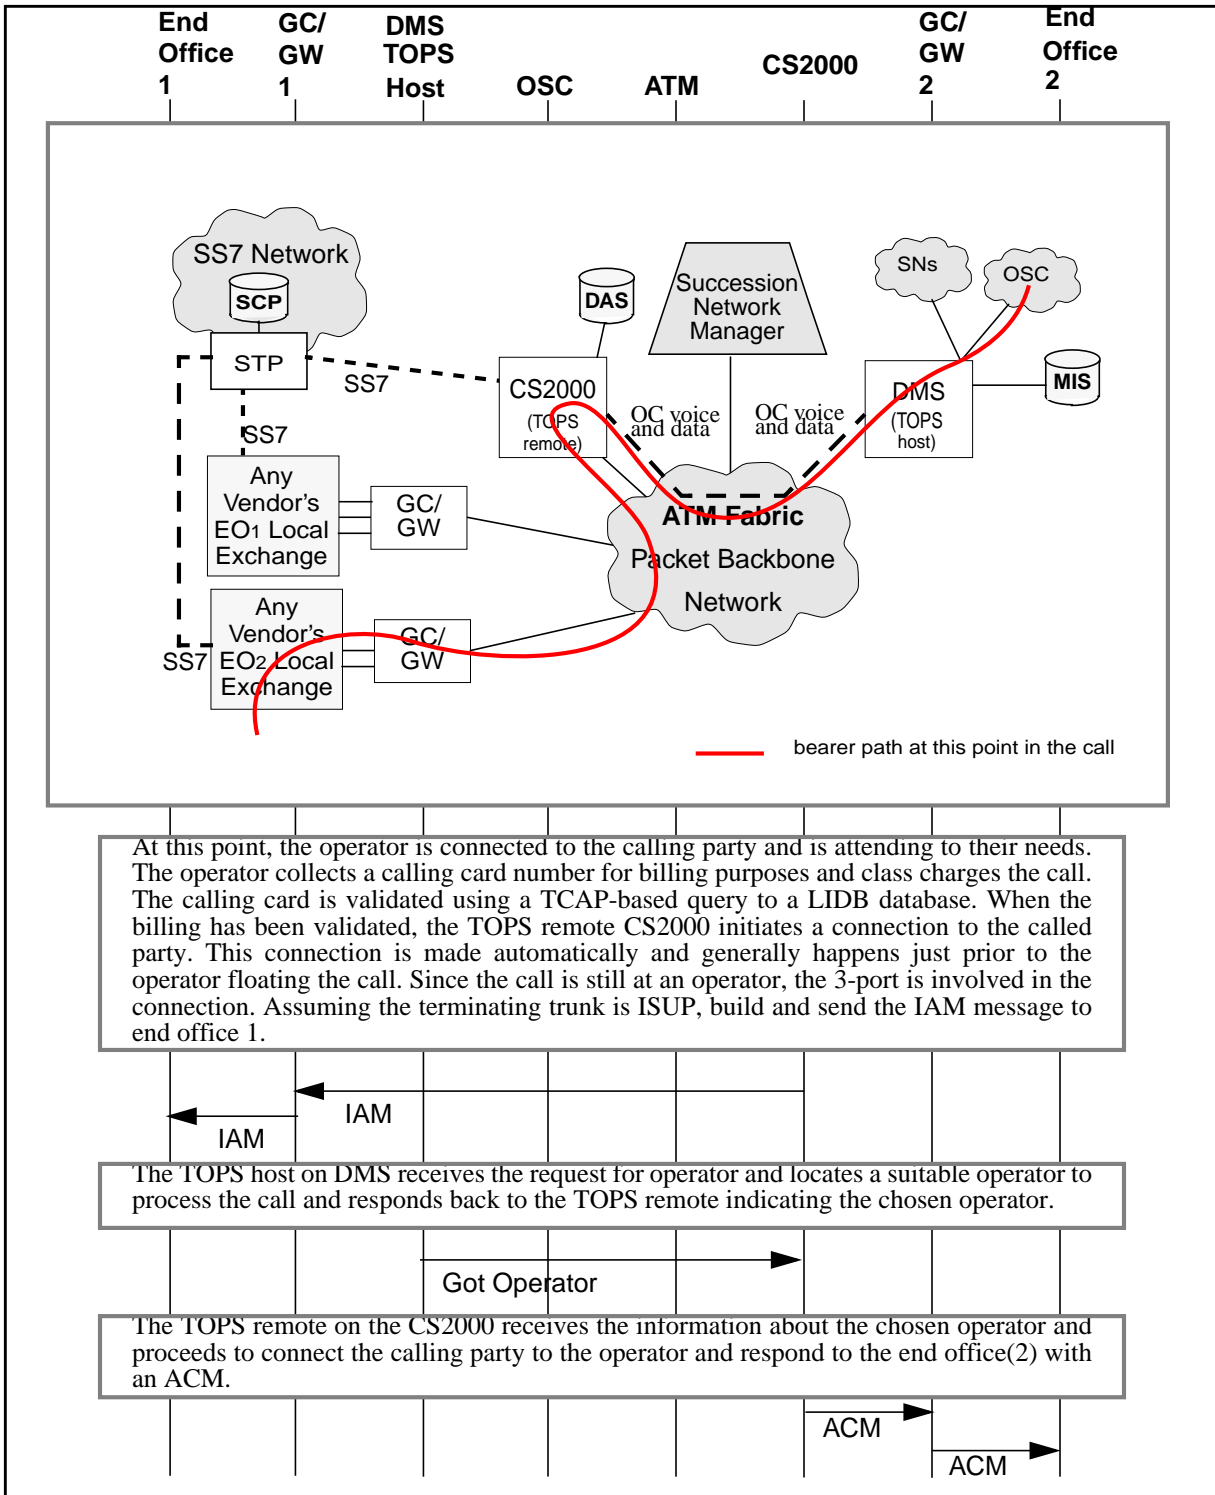 End
Office
1
GC/
GW
1
DMS
TOPS
Host
OSC
ATM
CS2000
GC/
GW
2
End
Office
2
SS7 Network
SCP
STP
SS7
SS7
DAS
Succession
Network
Manager
SNs
OSC
CS2000
(TOPS
remote)
OC voice
and data
OC voice
and data
DMS
(TOPS
host)
MIS
Any
Vendor's
EO1 Local
Exchange
GC/
GW
ATM Fabric
Packet Backbone
Network
Any
Vendor's
EO2 Local
Exchange
SS7
GC/
GW
bearer path at this point in the call
At this point, the operator is connected to the calling party and is attending to their needs.
The operator collects a calling card number for billing purposes and class charges the call.
The calling card is validated using a TCAP-based query to a LIDB database. When the
billing has been validated, the TOPS remote CS2000 initiates a connection to the called
party. This connection is made automatically and generally happens just prior to the
operator floating the call. Since the call is still at an operator, the 3-port is involved in the
connection. Assuming the terminating trunk is ISUP, build and send the IAM message to
end office 1.
IAM
IAM
The TOPS host on DMS receives the request for operator and locates a suitable operator to
process the call and responds back to the TOPS remote indicating the chosen operator.
Got Operator
The TOPS remote on the CS2000 receives the information about the chosen operator and
proceeds to connect the calling party to the operator and respond to the end office(2) with
an ACM.
ACM
ACM